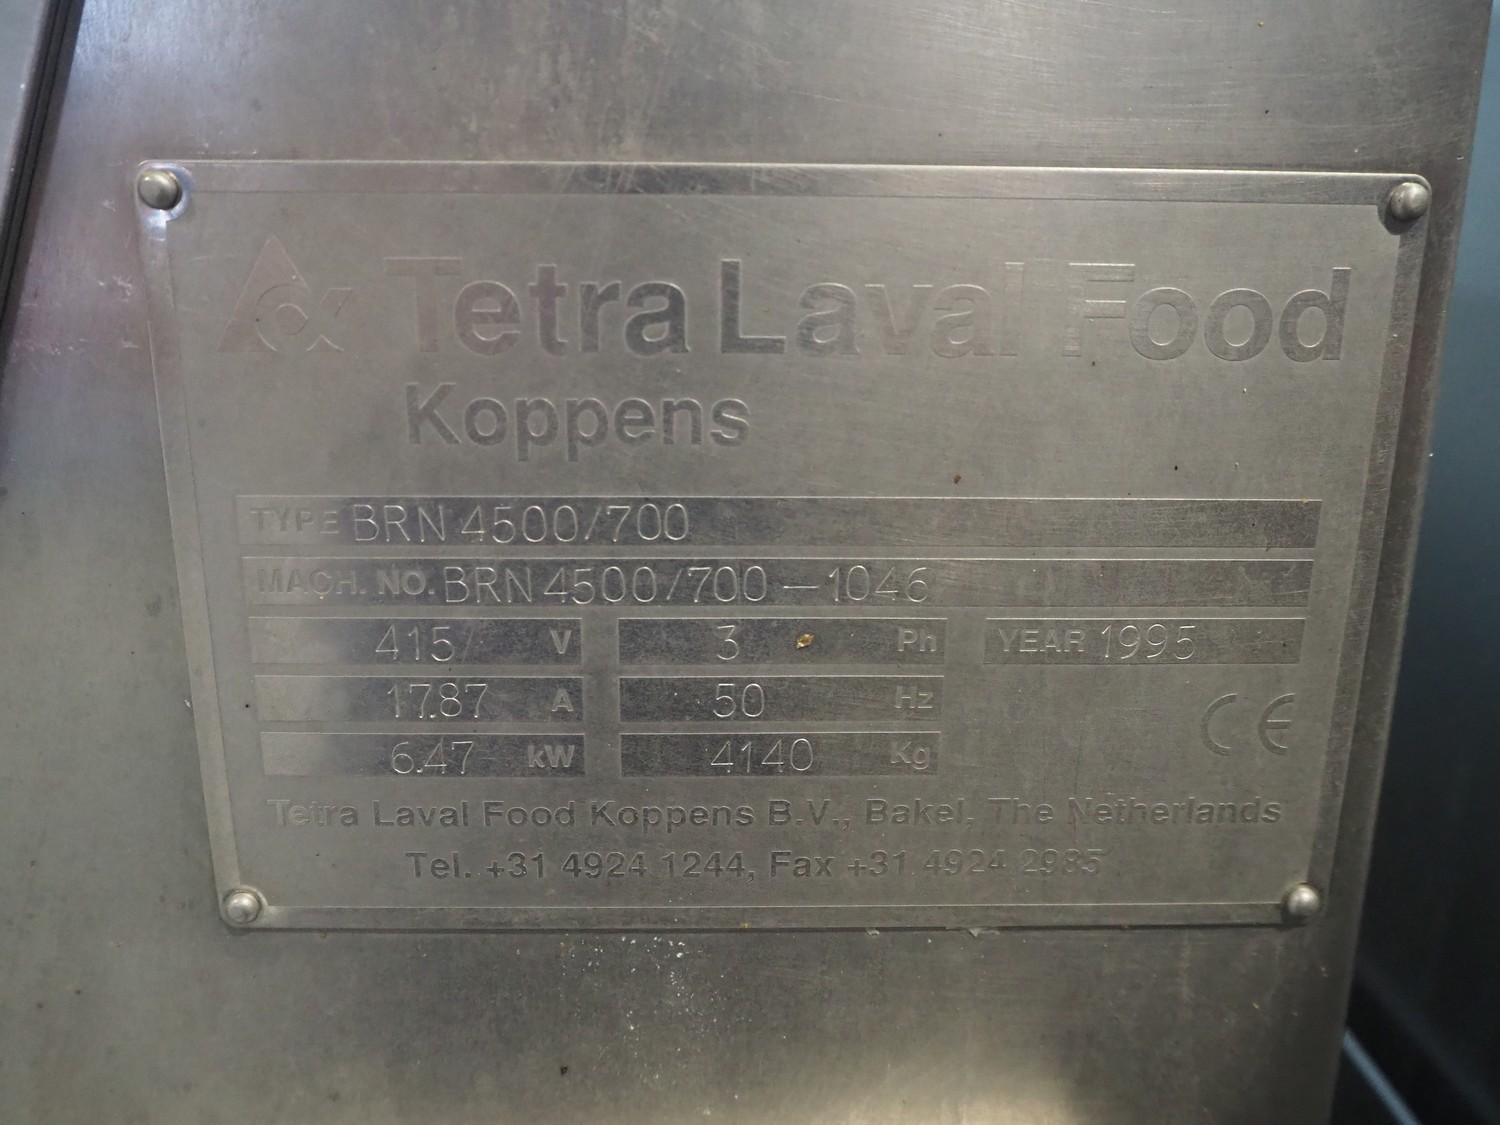 Tetra Laval Food
Koppens
TYPE BRN 4500/700
MACH. NO. BRN 4500/700-1046
415 V 3 Ph YEAR 1995
17.87 A 50 Hz
6.47 kW 4140 Kg CE
Tetra Laval Food Koppens B.V., Bakel, The Netherlands
Tel. +31 4924 1244, Fax +31 4924 2985